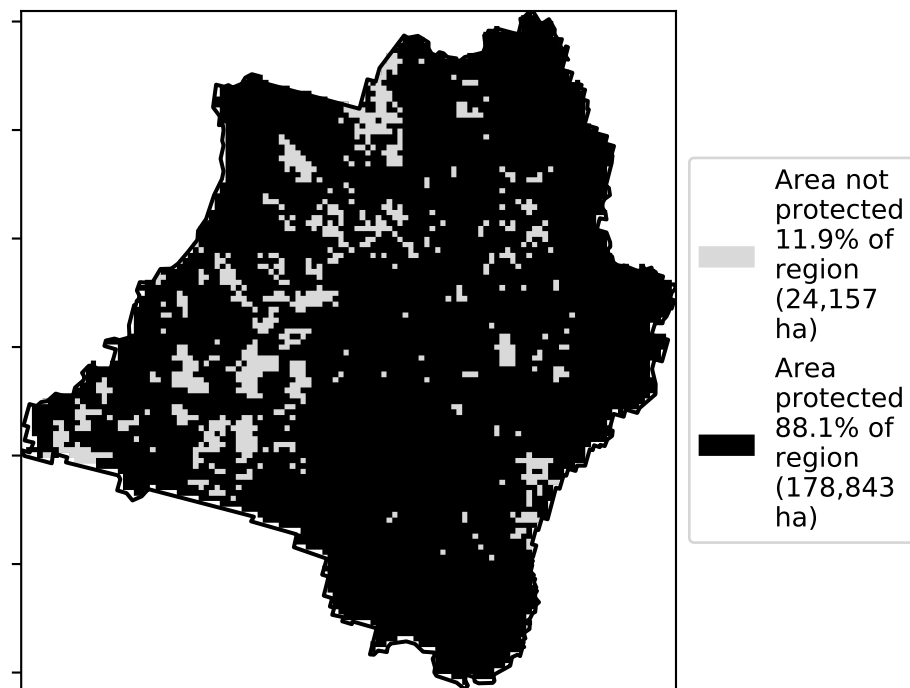 Area not
protected
11.9% of
region
(24,157
ha)
Area
protected
88.1% of
region
(178,843
ha)